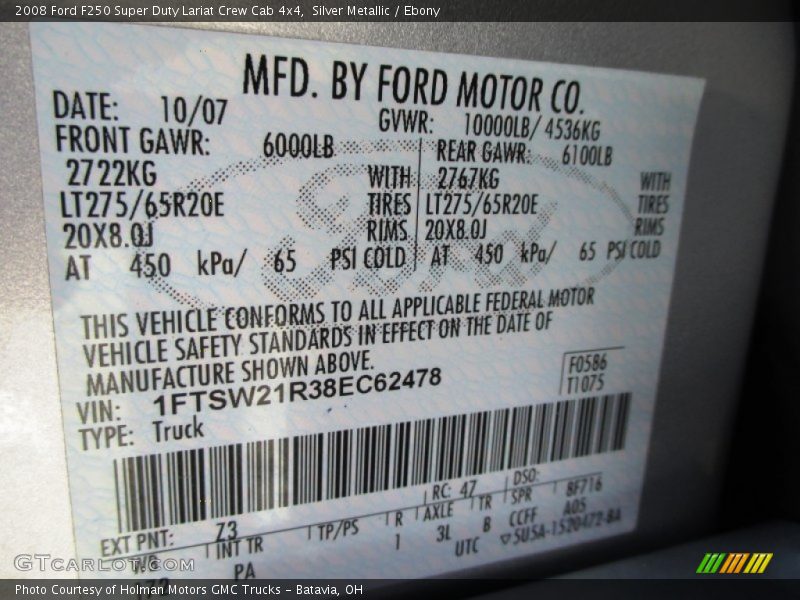 2008 Ford F250 Super Duty Lariat Crew Cab 4x4, Silver Metallic / Ebony
MFD. BY FORD MOTOR CO.
DATE: 10/07 GVWR: 10000LB/ 4536KG
FRONT GAWR: 6000LB REAR GAWR: 6100LB
2722KG WITH 2767KG WITH
LT275/65R20E TIRES LT275/65R20E TIRES
20X8.0J RIMS 20X8.0J RIMS
AT 450 kPa/ 65 PSI COLD AT 450 kPa/ 65 PSI COLD
THIS VEHICLE CONFORMS TO ALL APPLICABLE FEDERAL MOTOR
VEHICLE SAFETY STANDARDS IN EFFECT ON THE DATE OF
MANUFACTURE SHOWN ABOVE.
VIN: 1FTSW21R38EC62478
F0586
T1075
TYPE: Truck
EXT PNT: Z3 RC: 47 DSO:
INT TR TP/PS R AXLE TR SPR 8F716
PA 1 3L B CCFF A05
UTC ▽5U5A-1520472-BA
GTCarLot.com
Photo Courtesy of Holman Motors GMC Trucks - Batavia, OH